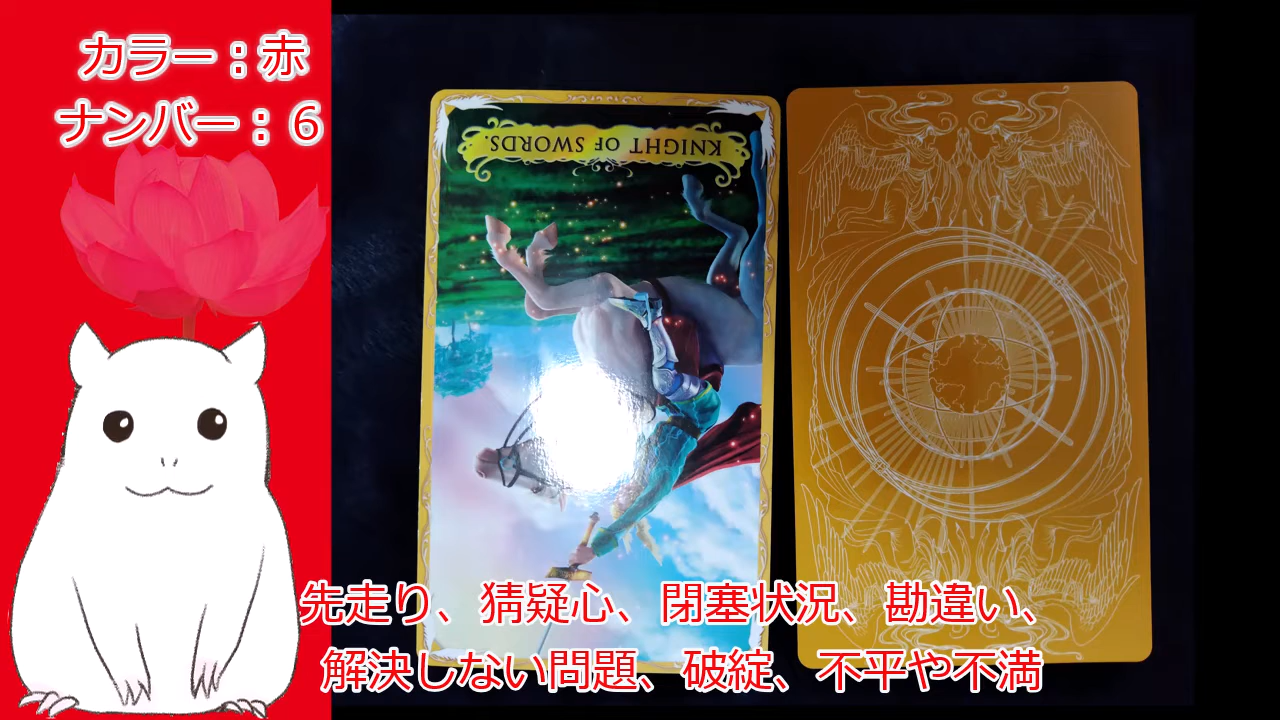 カラー：赤
ナンバー：６
KNIGHT OF SWORDS.
先走り、猜疑心、閉塞状況、勘違い、
解決しない問題、破綻、不平や不満